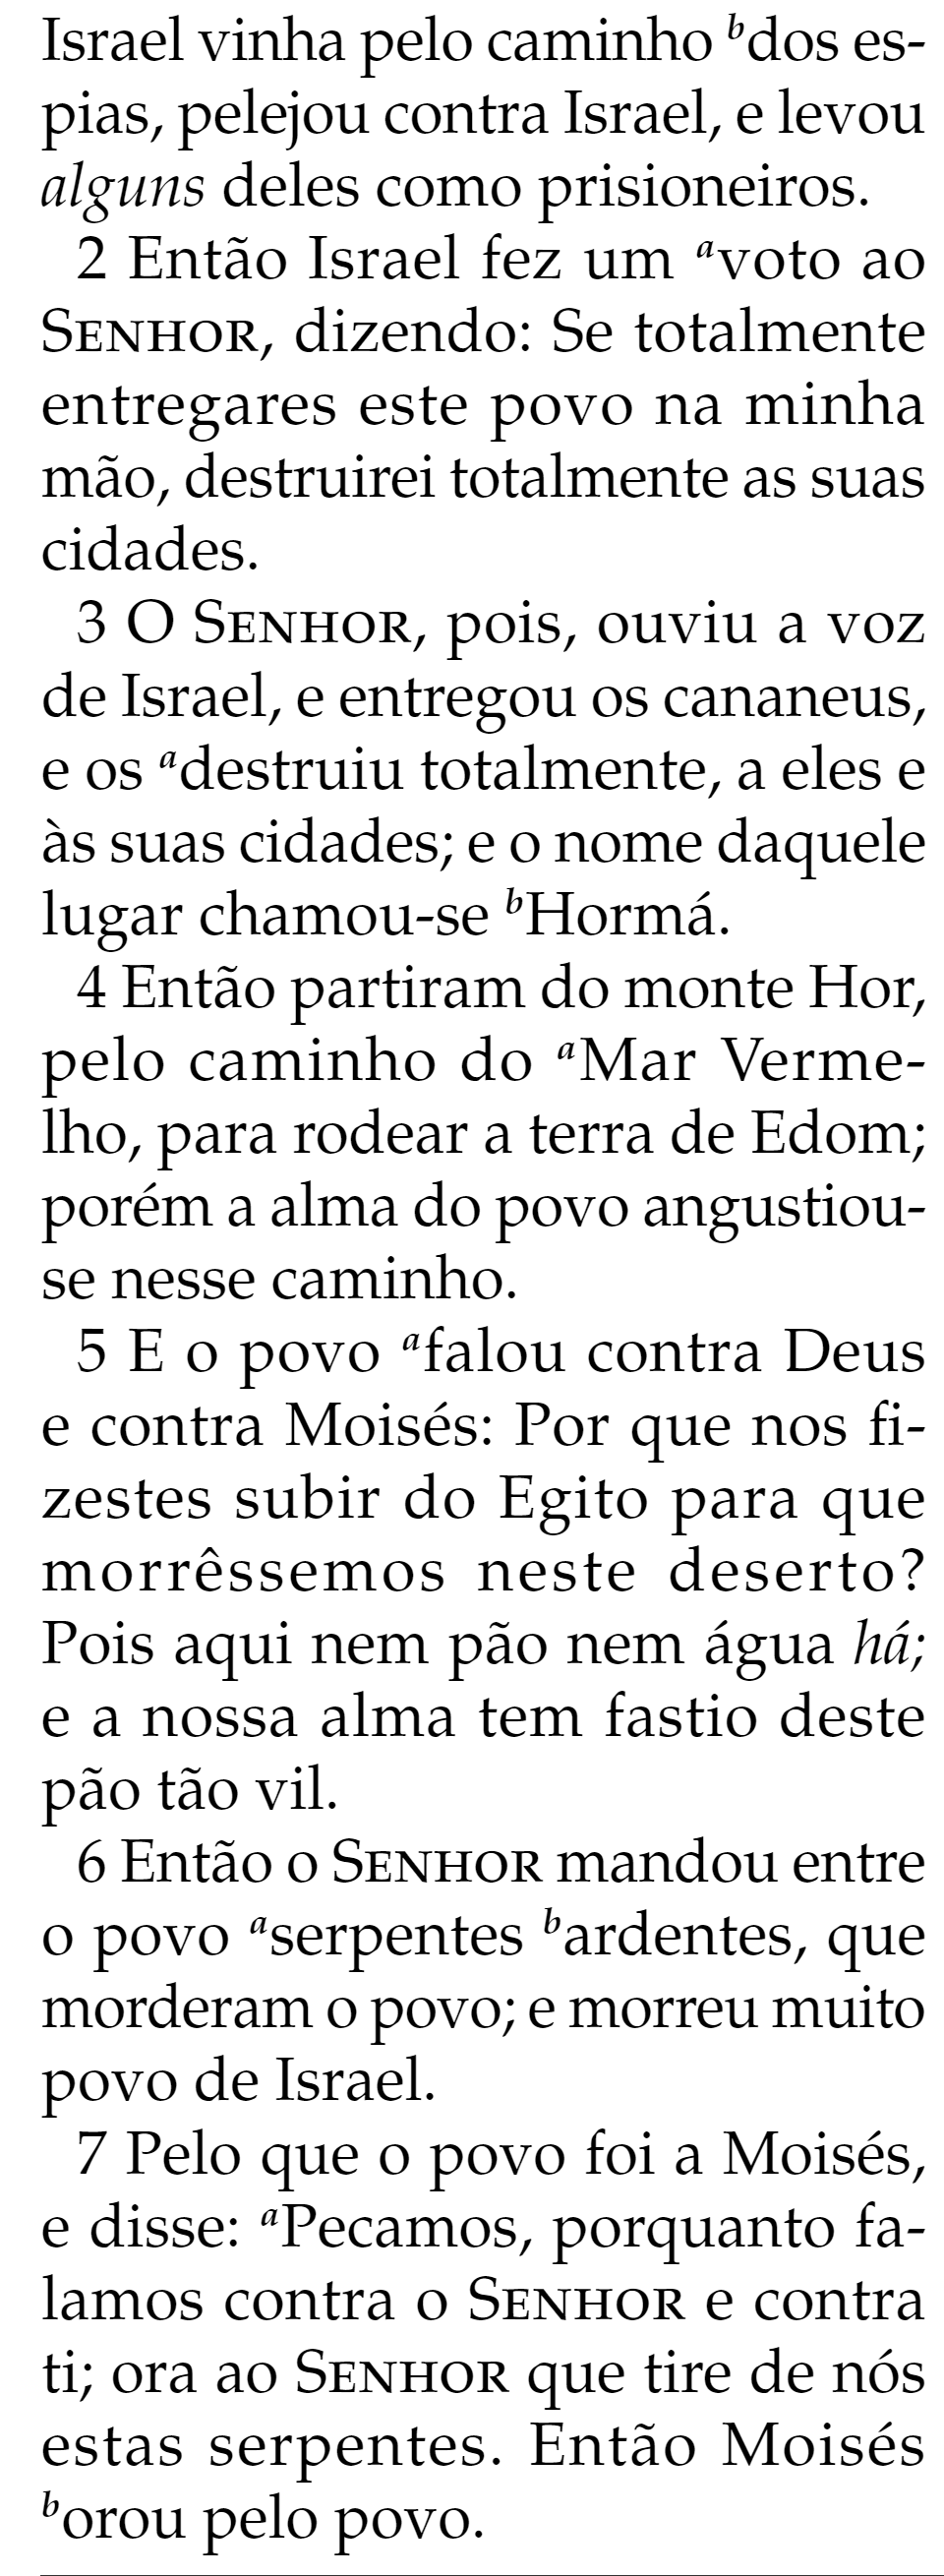 Israel vinha pelo caminho ᵇdos es-
pias, pelejou contra Israel, e levou
alguns deles como prisioneiros.
2 Então Israel fez um ᵃvoto ao
SENHOR, dizendo: Se totalmente
entregares este povo na minha
mão, destruirei totalmente as suas
cidades.
3 O SENHOR, pois, ouviu a voz
de Israel, e entregou os cananeus,
e os ᵃdestruiu totalmente, a eles e
às suas cidades; e o nome daquele
lugar chamou-se ᵇHormá.
4 Então partiram do monte Hor,
pelo caminho do ᵃMar Verme-
lho, para rodear a terra de Edom;
porém a alma do povo angustiou-
se nesse caminho.
5 E o povo ᵃfalou contra Deus
e contra Moisés: Por que nos fi-
zestes subir do Egito para que
morrêssemos neste deserto?
Pois aqui nem pão nem água há;
e a nossa alma tem fastio deste
pão tão vil.
6 Então o SENHOR mandou entre
o povo ᵃserpentes ᵇardentes, que
morderam o povo; e morreu muito
povo de Israel.
7 Pelo que o povo foi a Moisés,
e disse: ᵃPecamos, porquanto fa-
lamos contra o SENHOR e contra
ti; ora ao SENHOR que tire de nós
estas serpentes. Então Moisés
ᵇorou pelo povo.